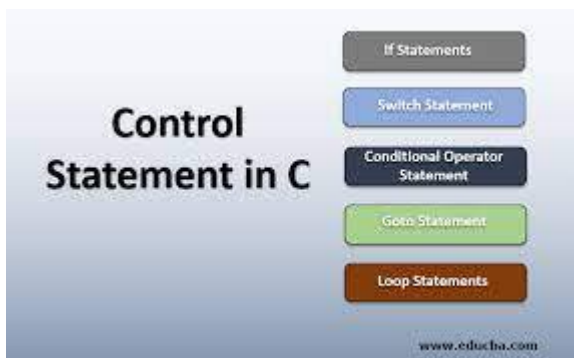 Control
Statement in C
If Statements
Switch Statement
Conditional Operator
Statement
Goto Statement
Loop Statements
www.educba.com